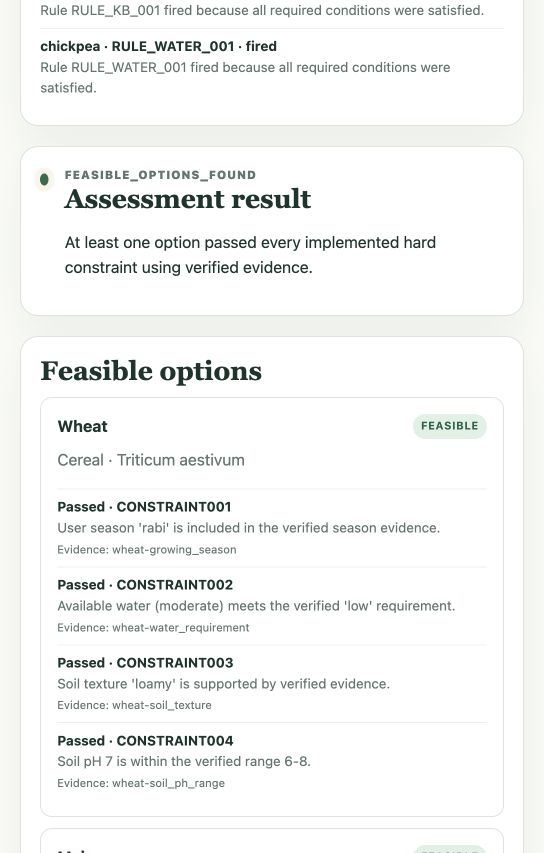 Rule RULE_KB_001 fired because all required conditions were satisfied.
chickpea · RULE_WATER_001 · fired
Rule RULE_WATER_001 fired because all required conditions were
satisfied.
FEASIBLE_OPTIONS_FOUND
Assessment result
At least one option passed every implemented hard
constraint using verified evidence.
Feasible options
Wheat
FEASIBLE
Cereal · Triticum aestivum
Passed · CONSTRAINT001
User season 'rabi' is included in the verified season evidence.
Evidence: wheat-growing_season
Passed · CONSTRAINT002
Available water (moderate) meets the verified 'low' requirement.
Evidence: wheat-water_requirement
Passed · CONSTRAINT003
Soil texture 'loamy' is supported by verified evidence.
Evidence: wheat-soil_texture
Passed · CONSTRAINT004
Soil pH 7 is within the verified range 6-8.
Evidence: wheat-soil_ph_range